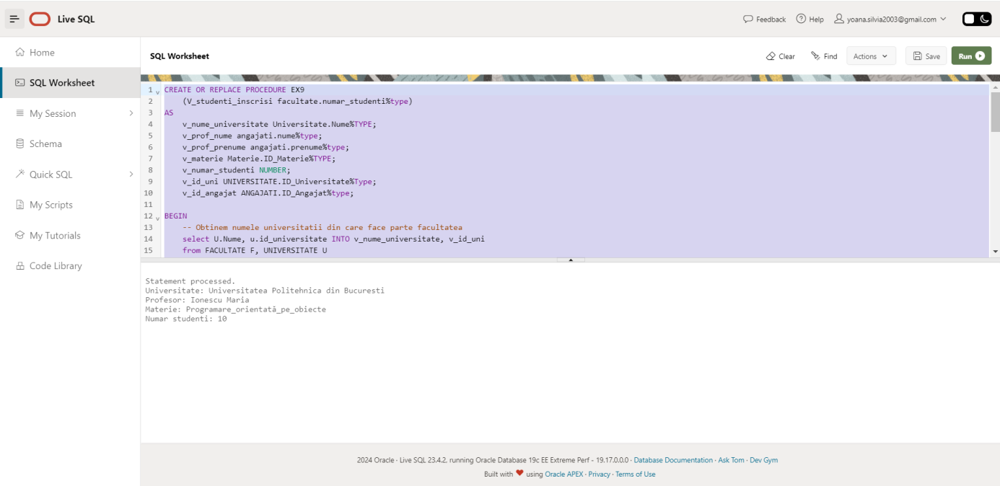 Live SQL
Feedback
Help
yoana.silvia2003@gmail.com
Home
SQL Worksheet
My Session
Schema
Quick SQL
My Scripts
My Tutorials
Code Library
SQL Worksheet
Clear
Find
Actions
Save
Run
1 CREATE OR REPLACE PROCEDURE EX9
2 (V_studenti_inscrisi facultate.numar_studenti%type)
3 AS
4 v_nume_universitate Universitate.Nume%TYPE;
5 v_prof_nume angajati.nume%type;
6 v_prof_prenume angajati.prenume%type;
7 v_materie Materie.ID_Materie%TYPE;
8 v_numar_studenti NUMBER;
9 v_id_uni UNIVERSITATE.ID_Universitate%Type;
10 v_id_angajat ANGAJATI.ID_Angajat%type;
11
12 BEGIN
13 -- Obtinem numele universitatii din care face parte facultatea
14 select U.Nume, u.id_universitate INTO v_nume_universitate, v_id_uni
15 from FACULTATE F, UNIVERSITATE U
Statement processed.
Universitate: Universitatea Politehnica din Bucuresti
Profesor: Ionescu Maria
Materie: Programare_orientată_pe_obiecte
Numar studenti: 10
2024 Oracle · Live SQL 23.4.2, running Oracle Database 19c EE Extreme Perf - 19.17.0.0.0 · Database Documentation · Ask Tom · Dev Gym
Built with ❤ using Oracle APEX · Privacy · Terms of Use